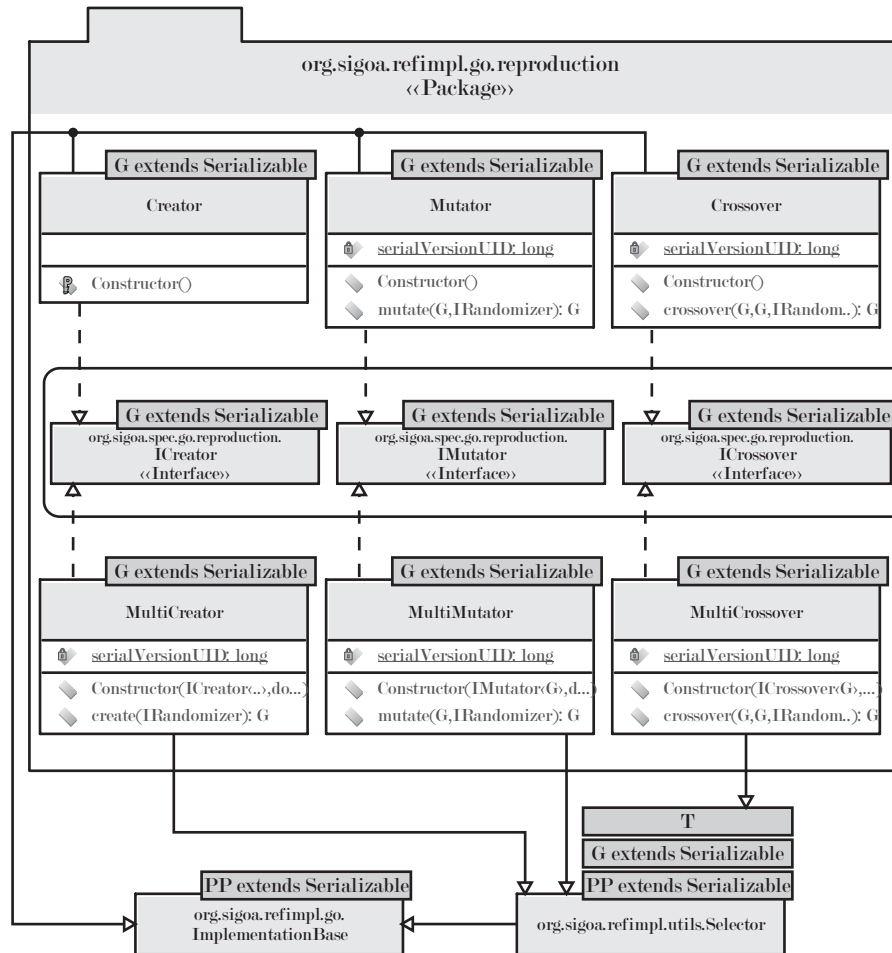 org.sigoa.refimpl.go.reproduction
‹‹Package››
G extends Serializable
G extends Serializable
G extends Serializable
Creator
Mutator
Crossover
serialVersionUID: long
serialVersionUID: long
Constructor()
Constructor()
Constructor()
mutate(G,IRandomizer): G
crossover(G,G,IRandom..): G
G extends Serializable
G extends Serializable
G extends Serializable
org.sigoa.spec.go.reproduction.
ICreator
‹‹Interface››
org.sigoa.spec.go.reproduction.
IMutator
‹‹Interface››
org.sigoa.spec.go.reproduction.
ICrossover
‹‹Interface››
G extends Serializable
G extends Serializable
G extends Serializable
MultiCreator
MultiMutator
MultiCrossover
serialVersionUID: long
serialVersionUID: long
serialVersionUID: long
Constructor(ICreator‹..›,do...)
Constructor(IMutator‹G›,d...)
Constructor(ICrossover‹G›,...)
create(IRandomizer): G
mutate(G,IRandomizer): G
crossover(G,G,IRandom..): G
T
G extends Serializable
PP extends Serializable
PP extends Serializable
org.sigoa.refimpl.go.
ImplementationBase
org.sigoa.refimpl.utils.Selector